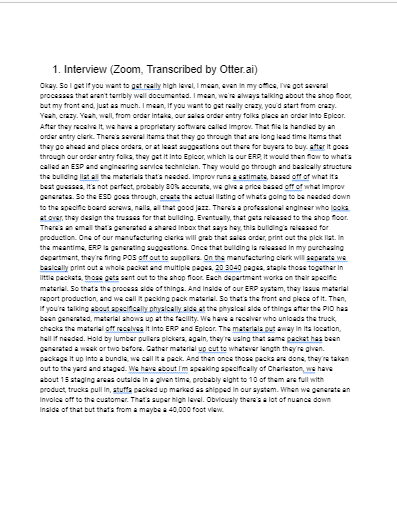 1. Interview (Zoom, Transcribed by Otter.ai)
Okay. So I get if you want to get really high level, I mean, even in my office, I've got several
processes that aren't terribly well documented. I mean, we're always talking about the shop floor,
but my front end, just as much. I mean, if you want to get really crazy, you'd start from crazy.
Yeah, crazy. Yeah, well, from order intake, our sales order entry folks place an order into Epicor.
After they receive it, we have a proprietary software called Improv. That file is handled by an
order entry clerk. There's several items that they go through that are long lead time items that
they go ahead and place orders, or at least suggestions out there for buyers to buy. after it goes
through our order entry folks, they get it into Epicor, which is our ERP, it would then flow to what's
called an ESP and engineering service technician. They would go through and basically structure
the building list all the materials that's needed. Improv runs a estimate, based off of what it's
best guesses, it's not perfect, probably 80% accurate, we give a price based off of what Improv
generates. So the ESD goes through, create the actual listing of what's going to be needed down
to the specific board screws, nails, all that good jazz. There's a professional engineer who looks
at over, they design the trusses for that building. Eventually, that gets released to the shop floor.
There's an email that's generated a shared inbox that says hey, this building's released for
production. One of our manufacturing clerks will grab that sales order, print out the pick list. In
the meantime, ERP is generating suggestions. Once that building is released in my purchasing
department, they're firing POS off out to suppliers. On the manufacturing clerk will separate we
basically print out a whole packet and multiple pages, 20 3040 pages, staple those together in
little packets, those gets sent out to the shop floor. Each department works on their specific
material. So that's the process side of things. And inside of our ERP system, they issue material
report production, and we call it packing pack material. So that's the front end piece of it. Then,
if you're talking about specifically physically side at the physical side of things after the PIO has
been generated, material shows up at the facility. We have a receiver who unloads the truck,
checks the material off receives it into ERP and Epicor. The materials put away in its location,
hell if needed. Hold by lumber pullers pickers, again, they're using that same packet has been
generated a week or two before. Gather material up cut to whatever length they're given,
package it up into a bundle, we call it a pack. And then once those packs are done, they're taken
out to the yard and staged. We have about I'm speaking specifically of Charleston, we have
about 15 staging areas outside in a given time, probably eight to 10 of them are full with
product, trucks pull in, stuffs packed up marked as shipped in our system. When we generate an
invoice off to the customer. That's super high level. Obviously there's a lot of nuance down
inside of that but that's from a maybe a 40,000 foot view.